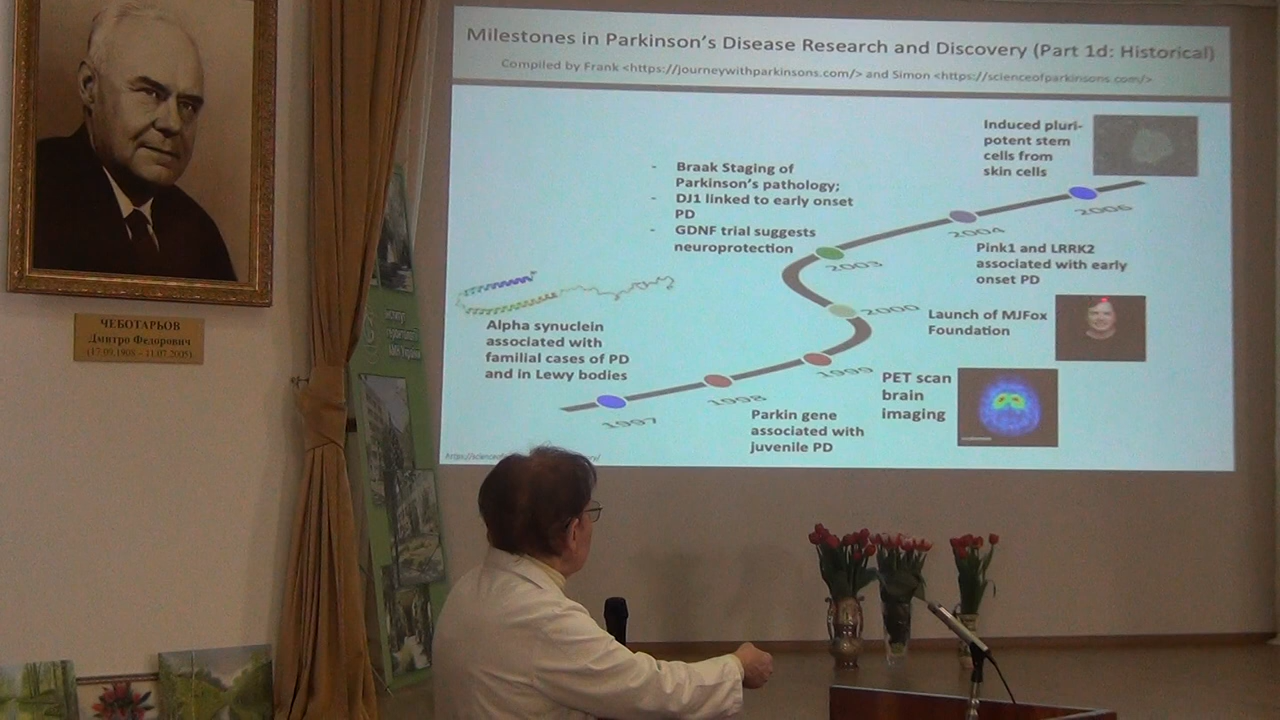 Milestones in Parkinson's Disease Research and Discovery (Part 1d: Historical)
Compiled by Frank <https://journeywithparkinsons.com/> and Simon <https://scienceofparkinsons.com/>
Induced pluri-
potent stem
cells from
skin cells
- Braak Staging of
Parkinson's pathology;
- DJ1 linked to early onset
PD
- GDNF trial suggests
neuroprotection
2006
2004
2003
Pink1 and LRRK2
associated with early
onset PD
2000
Launch of MJFox
Foundation
Alpha synuclein
associated with
familial cases of PD
and in Lewy bodies
1999
PET scan
brain
imaging
1998
1997
Parkin gene
associated with
juvenile PD
ЧЕБОТАРЬОВ
Дмитро Федорович
АМН України